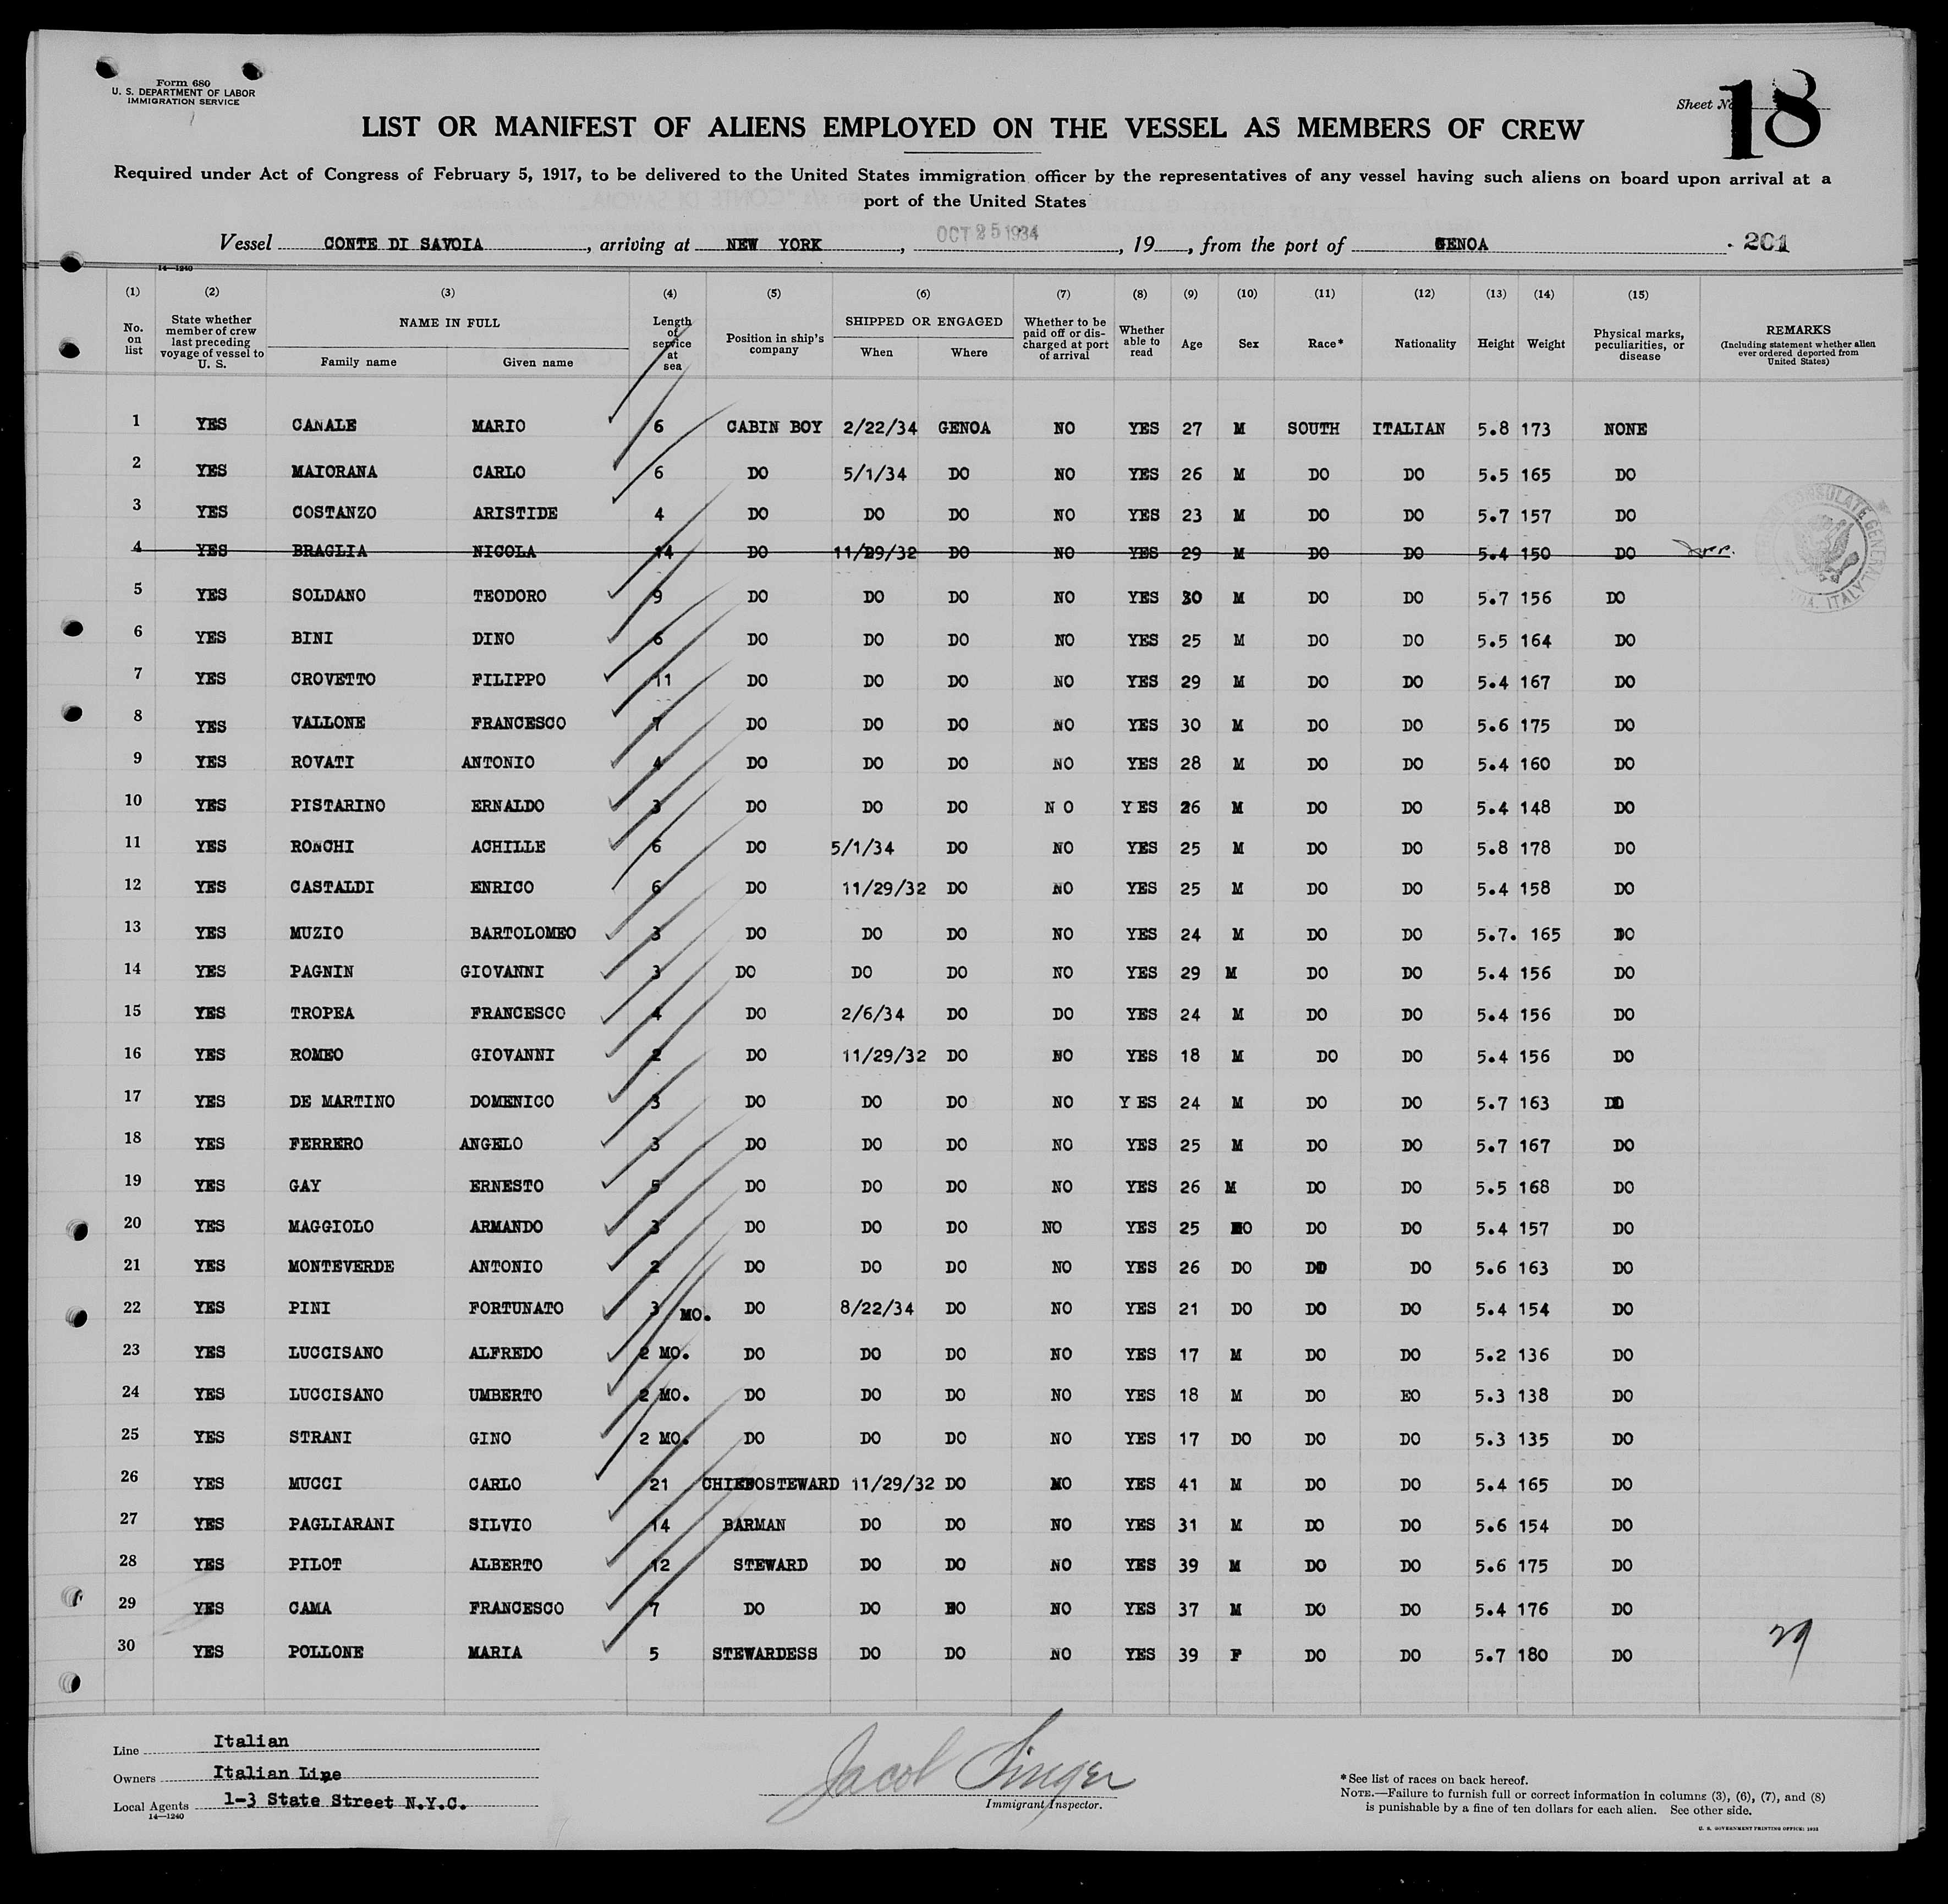 Form 680
U. S. DEPARTMENT OF LABOR
IMMIGRATION SERVICE
Sheet No. 18
LIST OR MANIFEST OF ALIENS EMPLOYED ON THE VESSEL AS MEMBERS OF CREW
Required under Act of Congress of February 5, 1917, to be delivered to the United States immigration officer by the representatives of any vessel having such aliens on board upon arrival at a
port of the United States
Vessel CONTE DI SAVOIA, arriving at NEW YORK, OCT 25 1934, 19, from the port of GENOA . 201
14—1240
(1) (2) (3) (4) (5) (6) (7) (8) (9) (10) (11) (12) (13) (14) (15)
No. on list State whether member of crew last preceding voyage of vessel to U. S. NAME IN FULL Family name Given name Length of service at sea Position in ship's company SHIPPED OR ENGAGED When Where Whether to be paid off or discharged at port of arrival Whether able to read Age Sex Race* Nationality Height Weight Physical marks, peculiarities, or disease REMARKS (Including statement whether alien ever ordered deported from United States)
1 YES CANALE MARIO 6 CABIN BOY 2/22/34 GENOA NO YES 27 M SOUTH ITALIAN 5.8 173 NONE
2 YES MAIORANA CARLO 6 DO 5/1/34 DO NO YES 26 M DO DO 5.5 165 DO
3 YES COSTANZO ARISTIDE 4 DO DO DO NO YES 23 M DO DO 5.7 157 DO
4 YES BRAGLIA NICOLA 14 DO 11/29/32 DO NO YES 29 M DO DO 5.4 150 DO
5 YES SOLDANO TEODORO 9 DO DO DO NO YES 30 M DO DO 5.7 156 DO
6 YES BINI DINO 6 DO DO DO NO YES 25 M DO DO 5.5 164 DO
7 YES CROVETTO FILIPPO 11 DO DO DO NO YES 29 M DO DO 5.4 167 DO
8 YES VALLONE FRANCESCO 7 DO DO DO NO YES 30 M DO DO 5.6 175 DO
9 YES ROVATI ANTONIO 4 DO DO DO NO YES 28 M DO DO 5.4 160 DO
10 YES PISTARINO ERNALDO 3 DO DO DO N O Y ES 26 M DO DO 5.4 148 DO
11 YES RONCHI ACHILLE 6 DO 5/1/34 DO NO YES 25 M DO DO 5.8 178 DO
12 YES CASTALDI ENRICO 6 DO 11/29/32 DO NO YES 25 M DO DO 5.4 158 DO
13 YES MUZIO BARTOLOMEO 3 DO DO DO NO YES 24 M DO DO 5.7. 165 DO
14 YES PAGNIN GIOVANNI 3 DO DO DO NO YES 29 M DO DO 5.4 156 DO
15 YES TROPEA FRANCESCO 4 DO 2/6/34 DO DO YES 24 M DO DO 5.4 156 DO
16 YES ROMEO GIOVANNI 2 DO 11/29/32 DO NO YES 18 M DO DO 5.4 156 DO
17 YES DE MARTINO DOMENICO 3 DO DO DO NO Y ES 24 M DO DO 5.7 163 DO
18 YES FERRERO ANGELO 3 DO DO DO NO YES 25 M DO DO 5.7 167 DO
19 YES GAY ERNESTO 5 DO DO DO NO YES 26 M DO DO 5.5 168 DO
20 YES MAGGIOLO ARMANDO 3 DO DO DO NO YES 25 DO DO DO 5.4 157 DO
21 YES MONTEVERDE ANTONIO 2 DO DO DO NO YES 26 DO DO DO 5.6 163 DO
22 YES PINI FORTUNATO 3 MO. DO 8/22/34 DO NO YES 21 DO DO DO 5.4 154 DO
23 YES LUCCISANO ALFREDO 2 MO. DO DO DO NO YES 17 M DO DO 5.2 136 DO
24 YES LUCCISANO UMBERTO 2 MO. DO DO DO NO YES 18 M DO EO 5.3 138 DO
25 YES STRANI GINO 2 MO. DO DO DO NO YES 17 DO DO DO 5.3 135 DO
26 YES MUCCI CARLO 21 CHIEFOSTEWARD 11/29/32 DO NO YES 41 M DO DO 5.4 165 DO
27 YES PAGLIARANI SILVIO 14 BARMAN DO DO NO YES 31 M DO DO 5.6 154 DO
28 YES PILOT ALBERTO 12 STEWARD DO DO NO YES 39 M DO DO 5.6 175 DO
29 YES CAMA FRANCESCO 7 DO DO DO NO YES 37 M DO DO 5.4 176 DO
30 YES POLLONE MARIA 5 STEWARDESS DO DO NO YES 39 F DO DO 5.7 180 DO
29
Line Italian
Owners Italian Line
Local Agents 1-3 State Street N.Y.C.
14—1240
Jacob Singer
Immigrant Inspector.
*See list of races on back hereof.
NOTE.—Failure to furnish full or correct information in columns (3), (6), (7), and (8)
is punishable by a fine of ten dollars for each alien. See other side.
U. S. GOVERNMENT PRINTING OFFICE: 1931